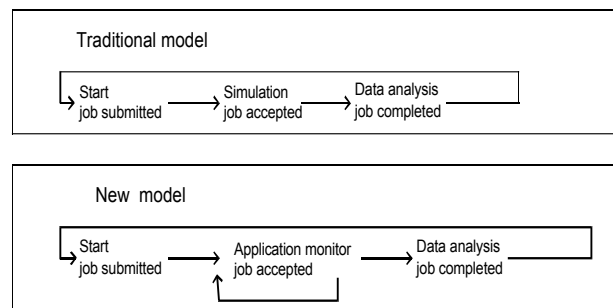 Traditional model
Start
job submitted
Simulation
job accepted
Data analysis
job completed
New model
Start
job submitted
Application monitor
job accepted
Data analysis
job completed